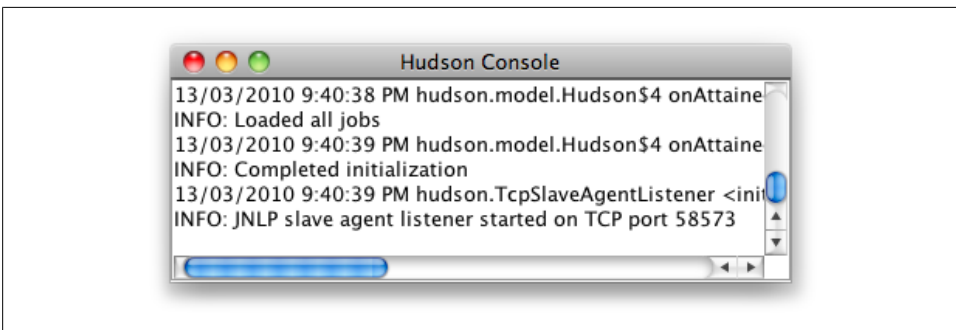 Hudson Console
13/03/2010 9:40:38 PM hudson.model.Hudson$4 onAttaine
INFO: Loaded all jobs
13/03/2010 9:40:39 PM hudson.model.Hudson$4 onAttaine
INFO: Completed initialization
13/03/2010 9:40:39 PM hudson.TcpSlaveAgentListener <init
INFO: JNLP slave agent listener started on TCP port 58573